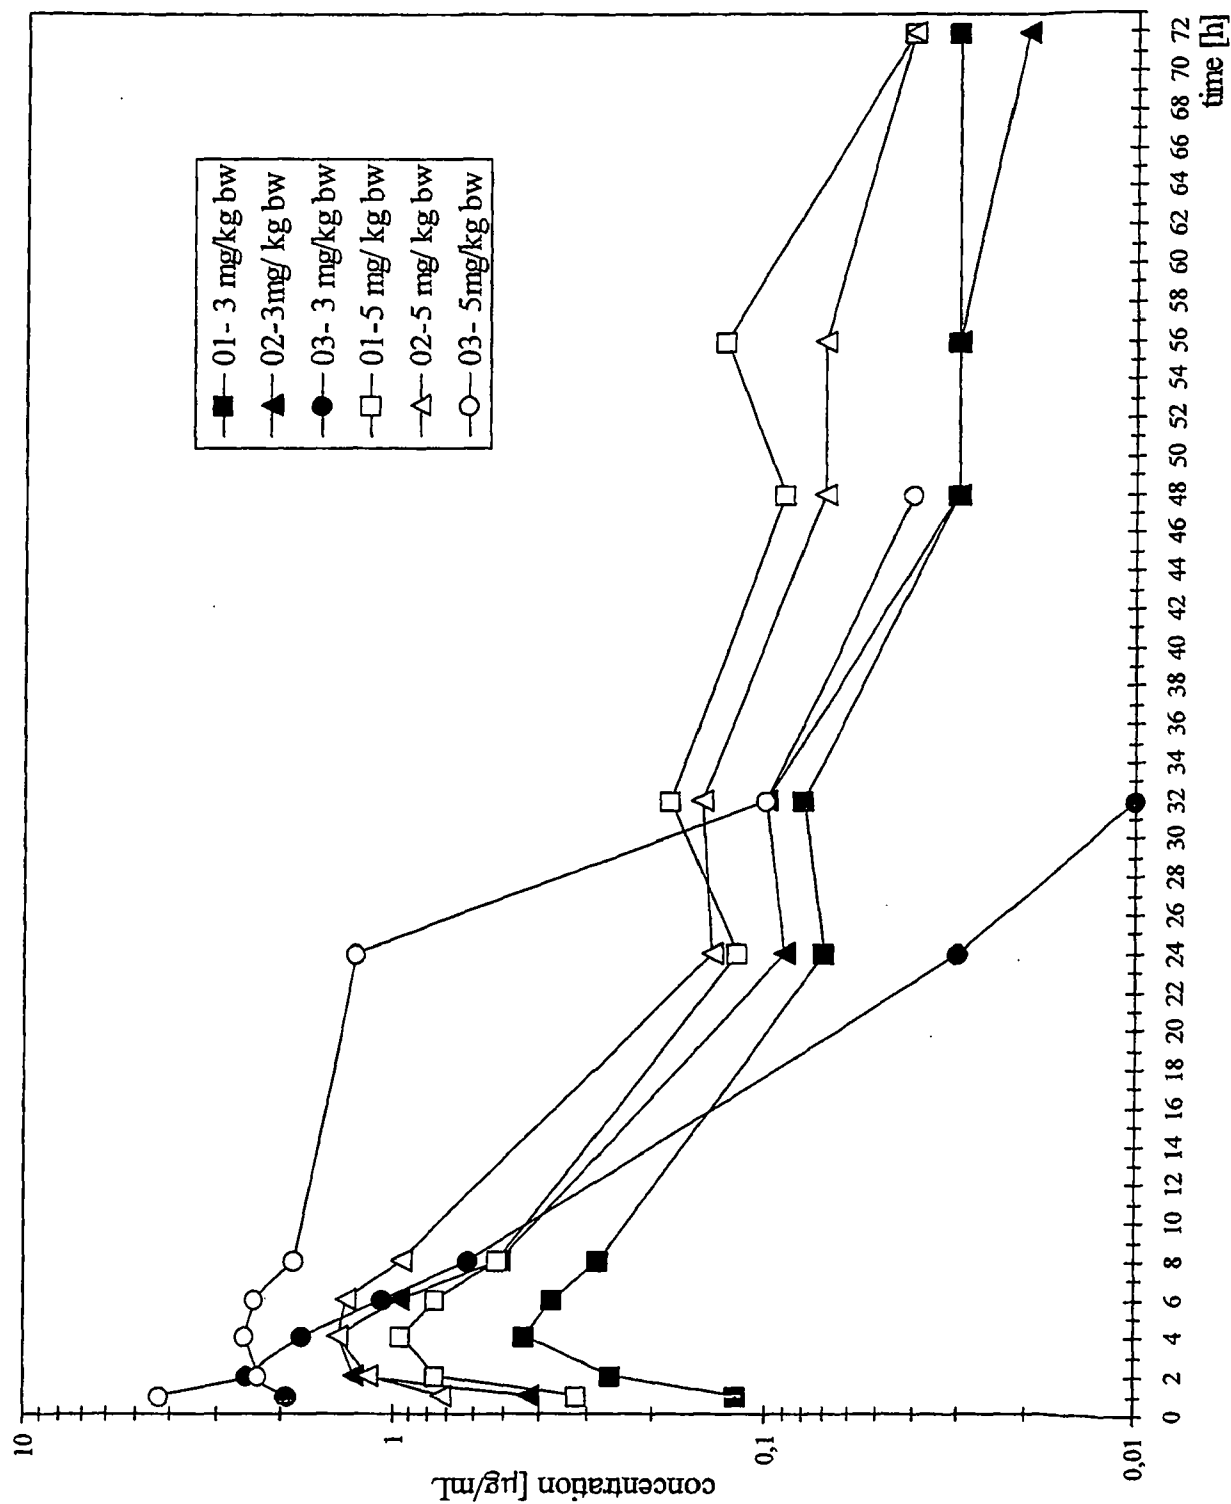 10
1
0,1
0,01
concentration [µg/mL
0 2 4 6 8 10 12 14 16 18 20 22 24 26 28 30 32 34 36 38 40 42 44 46 48 50 52 54 56 58 60 62 64 66 68 70 72
time [h]
01- 3 mg/kg bw
02-3mg/ kg bw
03- 3 mg/kg bw
01-5 mg/ kg bw
02-5 mg/ kg bw
03- 5mg/kg bw